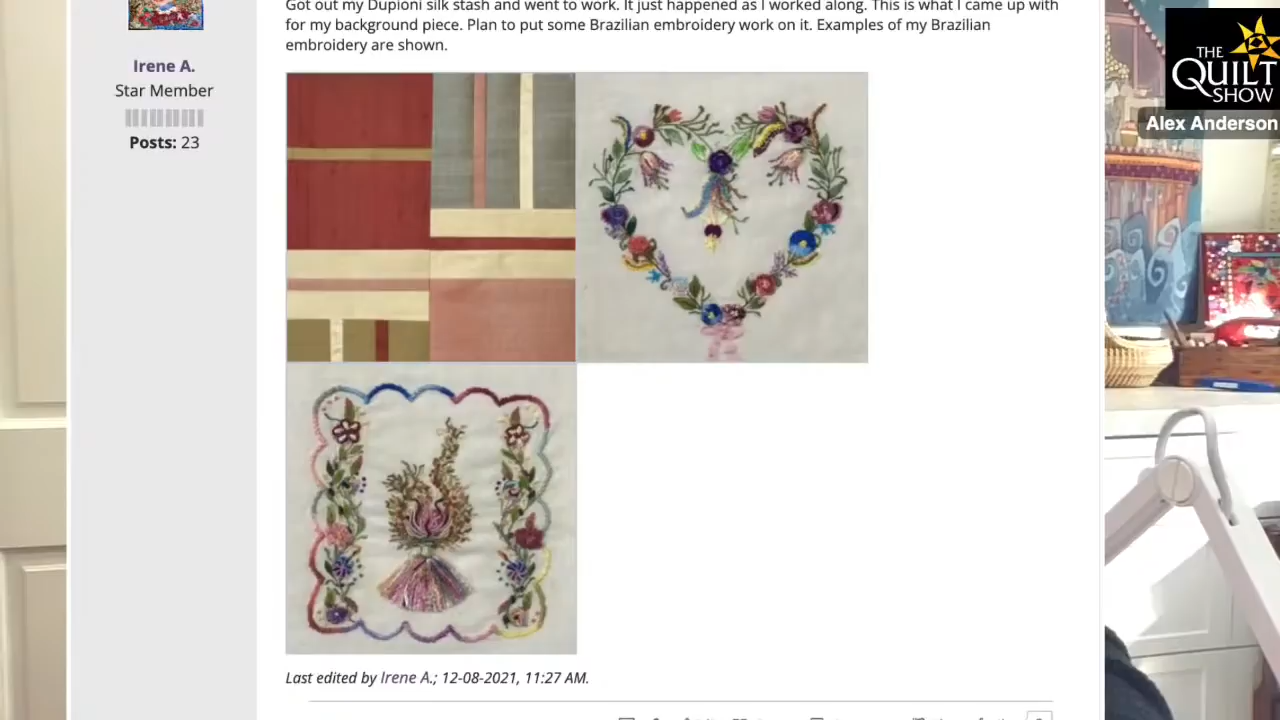 Got out my Dupioni silk stash and went to work. It just happened as I worked along. This is what I came up with
for my background piece. Plan to put some Brazilian embroidery work on it. Examples of my Brazilian
embroidery are shown.
Irene A.
Star Member
Posts: 23
Last edited by Irene A.; 12-08-2021, 11:27 AM.
THE
QUILT
SHOW
Alex Anderson